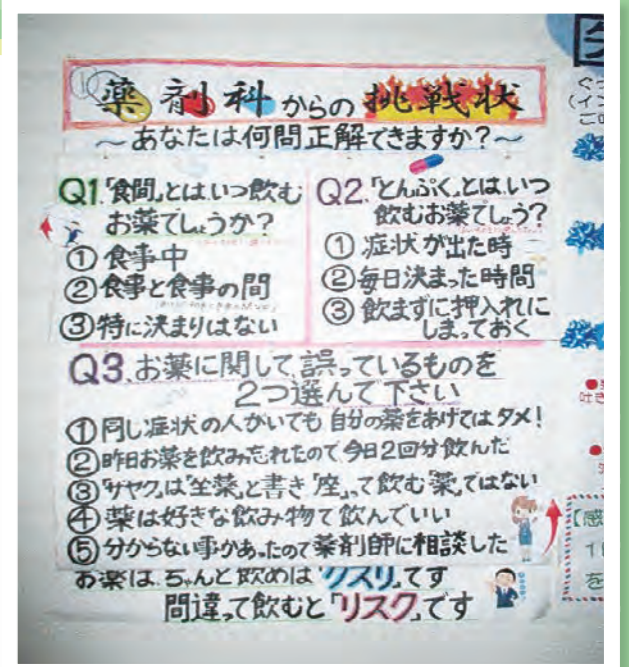 薬剤科からの挑戦状
～あなたは何問正解できますか？～
Q1.「食間」とはいつ飲む
お薬でしょうか？
①食事中
②食事と食事の間
③特に決まりはない
Q2.「とんぷく」とはいつ
飲むお薬でしょう？
①症状が出た時
②毎日決まった時間
③飲まずに押入れに
しまっておく
Q3.お薬に関して、誤っているものを
2つ選んで下さい
①同じ症状の人がいても自分の薬をあげてはダメ！
②昨日お薬を飲み忘れたので今日2回分飲んだ
③「ザヤク」は「坐薬」と書き「座」って飲む「薬」ではない
④薬は好きな飲み物で飲んでいい
⑤分からない事があったので薬剤師に相談した
お薬は、ちゃんと飲めば「クスリ」です
間違って飲むと「リスク」です
【感